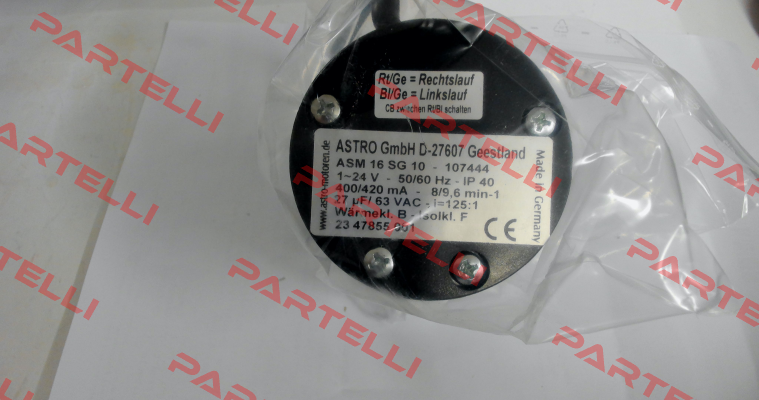 Rt/Ge = Rechtslauf
Bl/Ge = Linkslauf
CB zwischen Rt/Bl schalten
ASTRO GmbH D-27607 Geestland
ASM 16 SG 10 - 107444
1~24 V - 50/60 Hz - IP 40
400/420 mA - 8/9,6 min-1
27 µF/ 63 VAC - i=125:1
Wärmekl. B - Isolkl. F
23 47855 001
CE
www.astro-motoren.de
Made in Germany
PARTELLI
PARTELLI
PARTELLI
PARTELLI
PARTELLI
PARTELLI
PARTELLI
PARTELLI
PARTELLI
PARTELLI